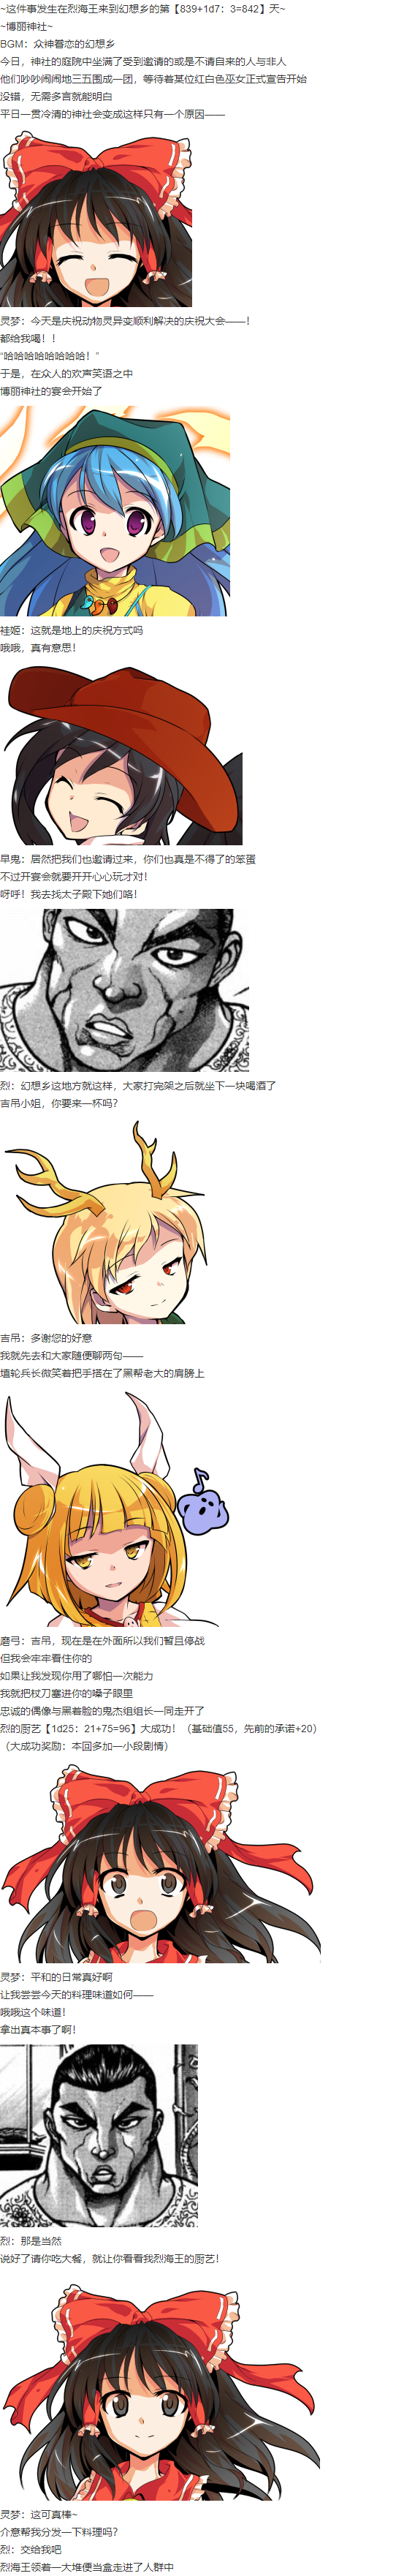 ~这件事发生在烈海王来到幻想乡的第【839+1d7：3=842】天~
~博丽神社~
BGM：众神眷恋的幻想乡
今日，神社的庭院中坐满了受到邀请的或是不请自来的人与非人
他们吵吵闹闹地三五围成一团，等待着某位红白色巫女正式宣告开始
没错，无需多言就能明白
平日一贯冷清的神社会变成这样只有一个原因——
灵梦：今天是庆祝动物灵异变顺利解决的庆祝大会——！
都给我喝！！
“哈哈哈哈哈哈哈哈！”
于是，在众人的欢声笑语之中
博丽神社的宴会开始了
袿姬：这就是地上的庆祝方式吗
哦哦，真有意思！
早鬼：居然把我们也邀请过来，你们也真是不得了的笨蛋
不过开宴会就要开开心心玩才对！
呀呼！我去找太子殿下她们咯！
烈：幻想乡这地方就这样，大家打完架之后就坐下一块喝酒了
吉吊小姐，你要来一杯吗？
吉吊：多谢您的好意
我就先去和大家随便聊两句——
埴轮兵长微笑着把手搭在了黑帮老大的肩膀上
磨弓：吉吊，现在是在外面所以我们暂且停战
但我会牢牢看住你的
如果让我发现你用了哪怕一次能力
我就把杖刀塞进你的嗓子眼里
忠诚的偶像与黑着脸的鬼杰组组长一同走开了
烈的厨艺【1d25：21+75=96】大成功！（基础值55，先前的承诺+20）
（大成功奖励：本回多加一小段剧情）
灵梦：平和的日常真好啊
让我尝尝今天的料理味道如何——
哦哦这个味道！
拿出真本事了啊！
烈：那是当然
说好了请你吃大餐，就让你看看我烈海王的厨艺！
灵梦：这可真棒~
介意帮我分发一下料理吗？
烈：交给我吧
烈海王领着一大堆便当盒走进了人群中